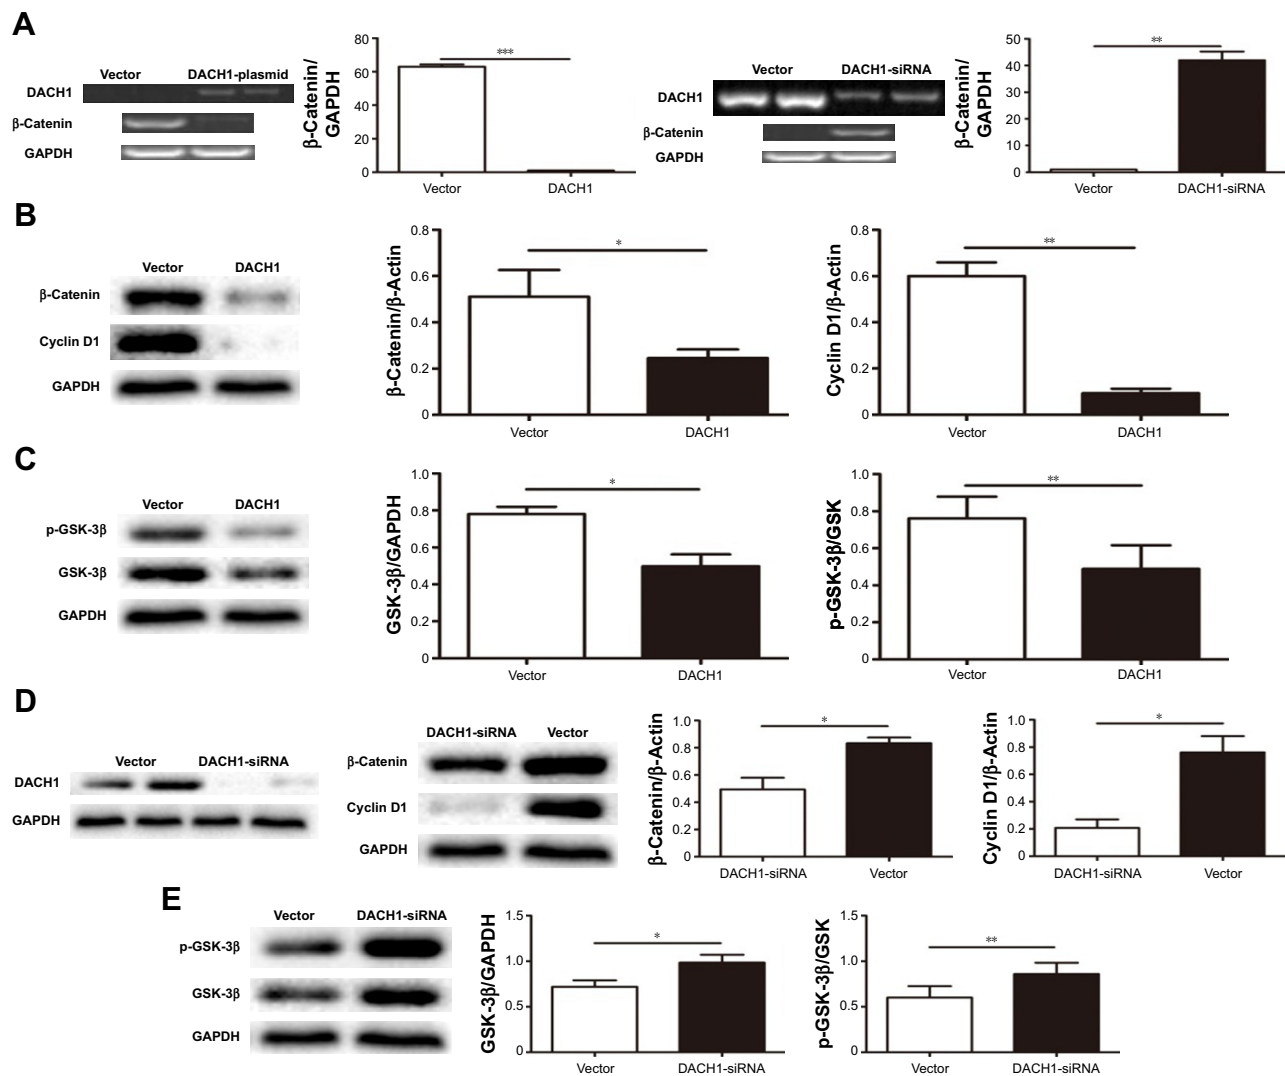 A
Vector DACH1-plasmid
DACH1
β-Catenin
GAPDH
β-Catenin/
GAPDH
80
60
40
20
0
***
Vector DACH1
Vector DACH1-siRNA
DACH1
β-Catenin
GAPDH
β-Catenin/
GAPDH
50
40
30
20
10
0
**
Vector DACH1-siRNA
B
Vector DACH1
β-Catenin
Cyclin D1
GAPDH
β-Catenin/β-Actin
0.8
0.6
0.4
0.2
0
*
Vector DACH1
Cyclin D1/β-Actin
0.8
0.6
0.4
0.2
0
**
Vector DACH1
C
Vector DACH1
p-GSK-3β
GSK-3β
GAPDH
GSK-3β/GAPDH
1.0
0.8
0.6
0.4
0.2
0
*
Vector DACH1
p-GSK-3β/GSK
1.0
0.8
0.6
0.4
0.2
0
**
Vector DACH1
D
Vector DACH1-siRNA
DACH1
GAPDH
DACH1-siRNA Vector
β-Catenin
Cyclin D1
GAPDH
β-Catenin/β-Actin
1.0
0.8
0.6
0.4
0.2
0
*
DACH1-siRNA Vector
Cyclin D1/β-Actin
1.0
0.8
0.6
0.4
0.2
0
*
DACH1-siRNA Vector
E
Vector DACH1-siRNA
p-GSK-3β
GSK-3β
GAPDH
GSK-3β/GAPDH
1.5
1.0
0.5
0
*
Vector DACH1-siRNA
p-GSK-3β/GSK
1.5
1.0
0.5
0
**
Vector DACH1-siRNA